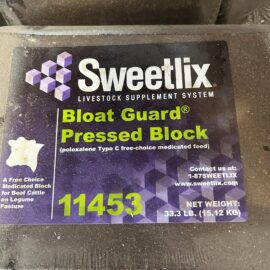 Sweetlix®
LIVESTOCK SUPPLEMENT SYSTEM
Bloat Guard®
Pressed Block
(poloxalene Type C free-choice medicated feed)
A Free Choice
Medicated Block
for Beef Cattle
on Legume
Pasture
Contact us at:
1-87SWEETLIX
www.sweetlix.com
11453
NET WEIGHT:
33.3 LB. (15.12 KG)